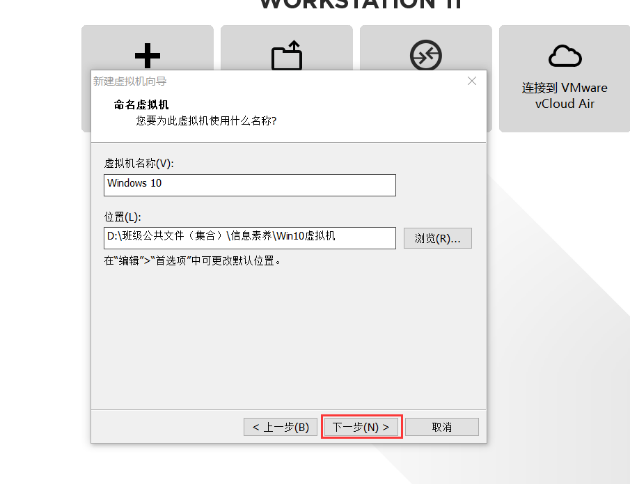 WORKSTATION 11
连接到 VMware
vCloud Air
新建虚拟机向导
命名虚拟机
您要为此虚拟机使用什么名称?
虚拟机名称(V):
Windows 10
位置(L):
D:\班级公共文件（集合）\信息素养\Win10虚拟机
浏览(R)...
在“编辑”>“首选项”中可更改默认位置。
< 上一步(B)
下一步(N) >
取消